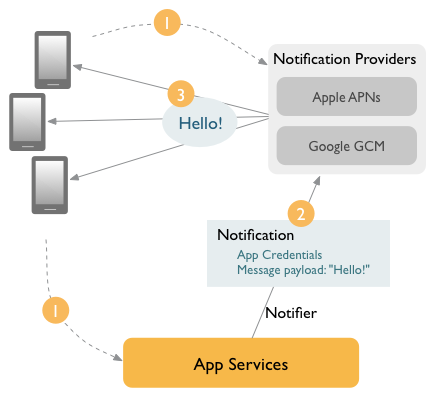 1
Notification Providers
Apple APNs
3
Hello!
Google GCM
2
Notification
App Credentials
Message payload: "Hello!"
1
Notifier
App Services